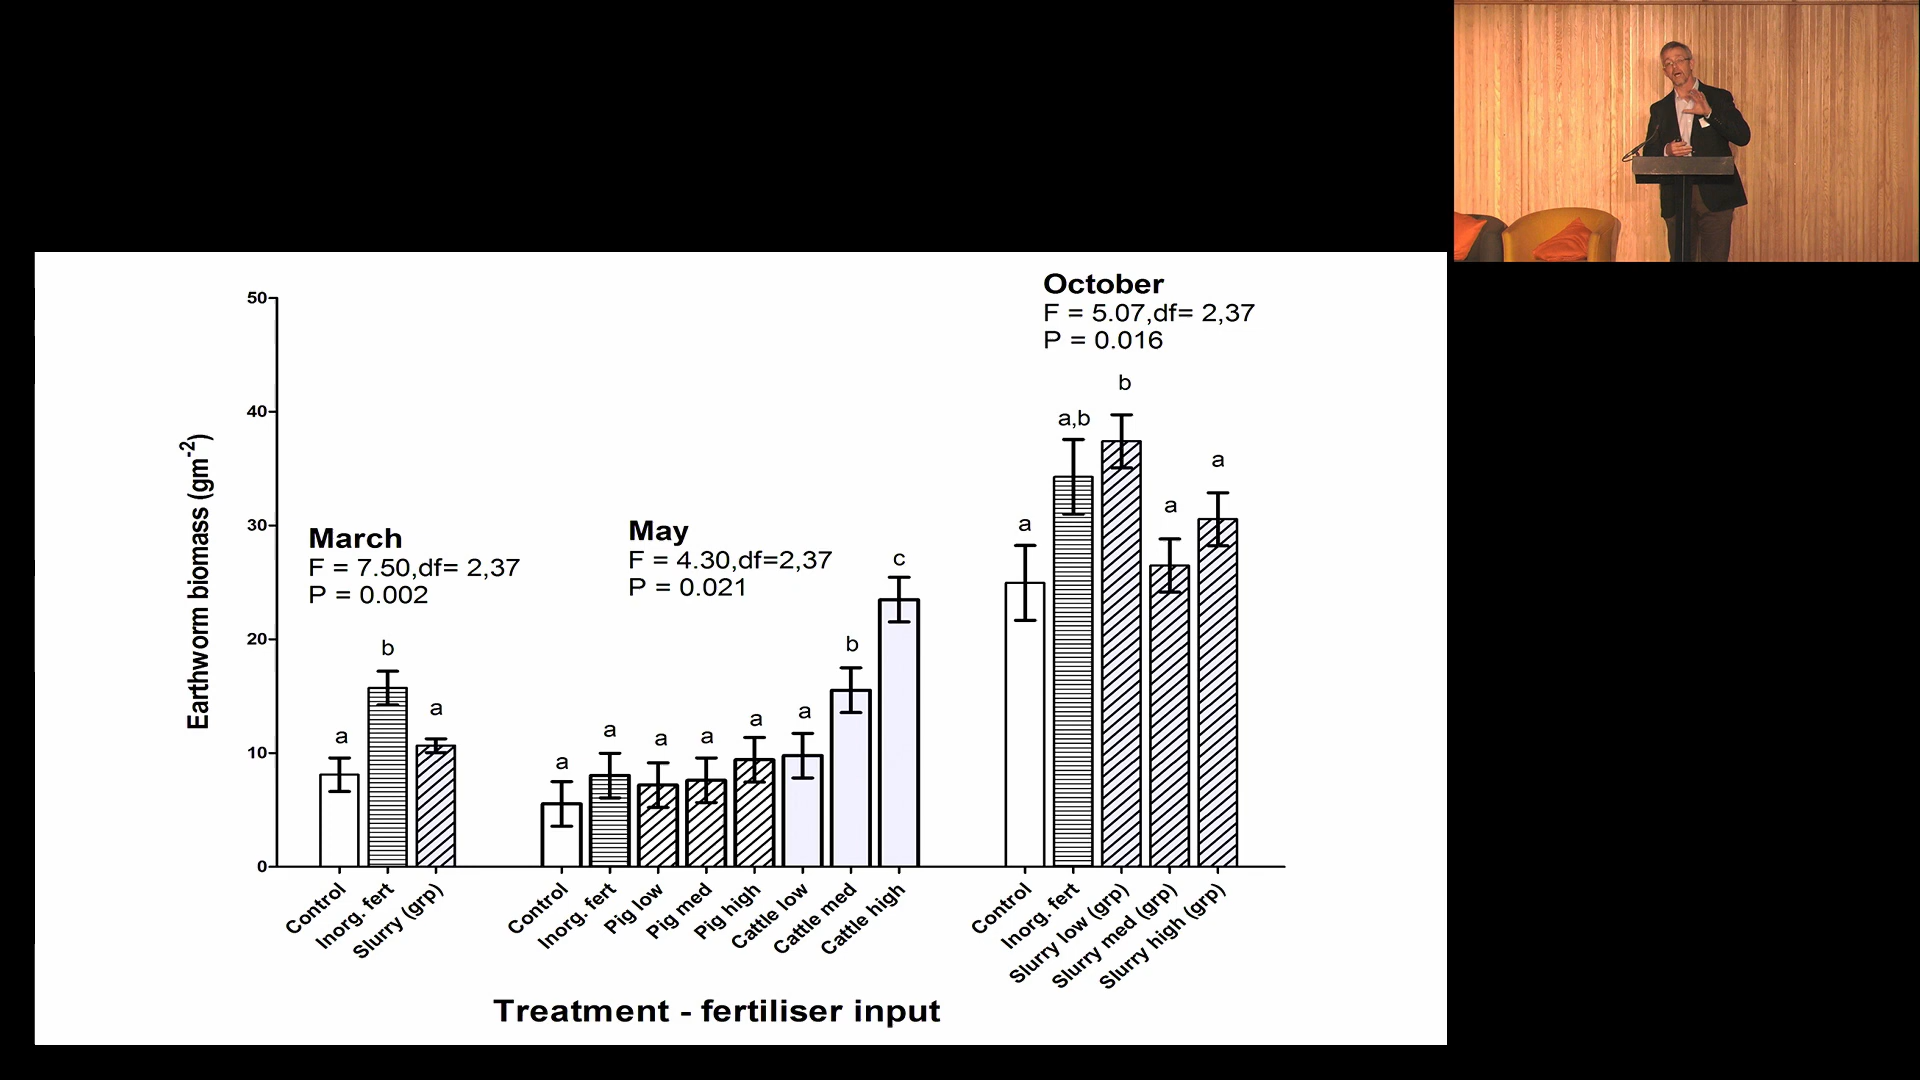 50
40
30
20
10
0
Earthworm biomass (gm-2)
March
F = 7.50,df= 2,37
P = 0.002
May
F = 4.30,df=2,37
P = 0.021
October
F = 5.07,df= 2,37
P = 0.016
a
b
a
a
a
a
a
a
a
b
c
a
a,b
b
a
a
Control
Inorg. fert
Slurry (grp)
Control
Inorg. fert
Pig low
Pig med
Pig high
Cattle low
Cattle med
Cattle high
Control
Inorg. fert
Slurry low (grp)
Slurry med (grp)
Slurry high (grp)
Treatment - fertiliser input